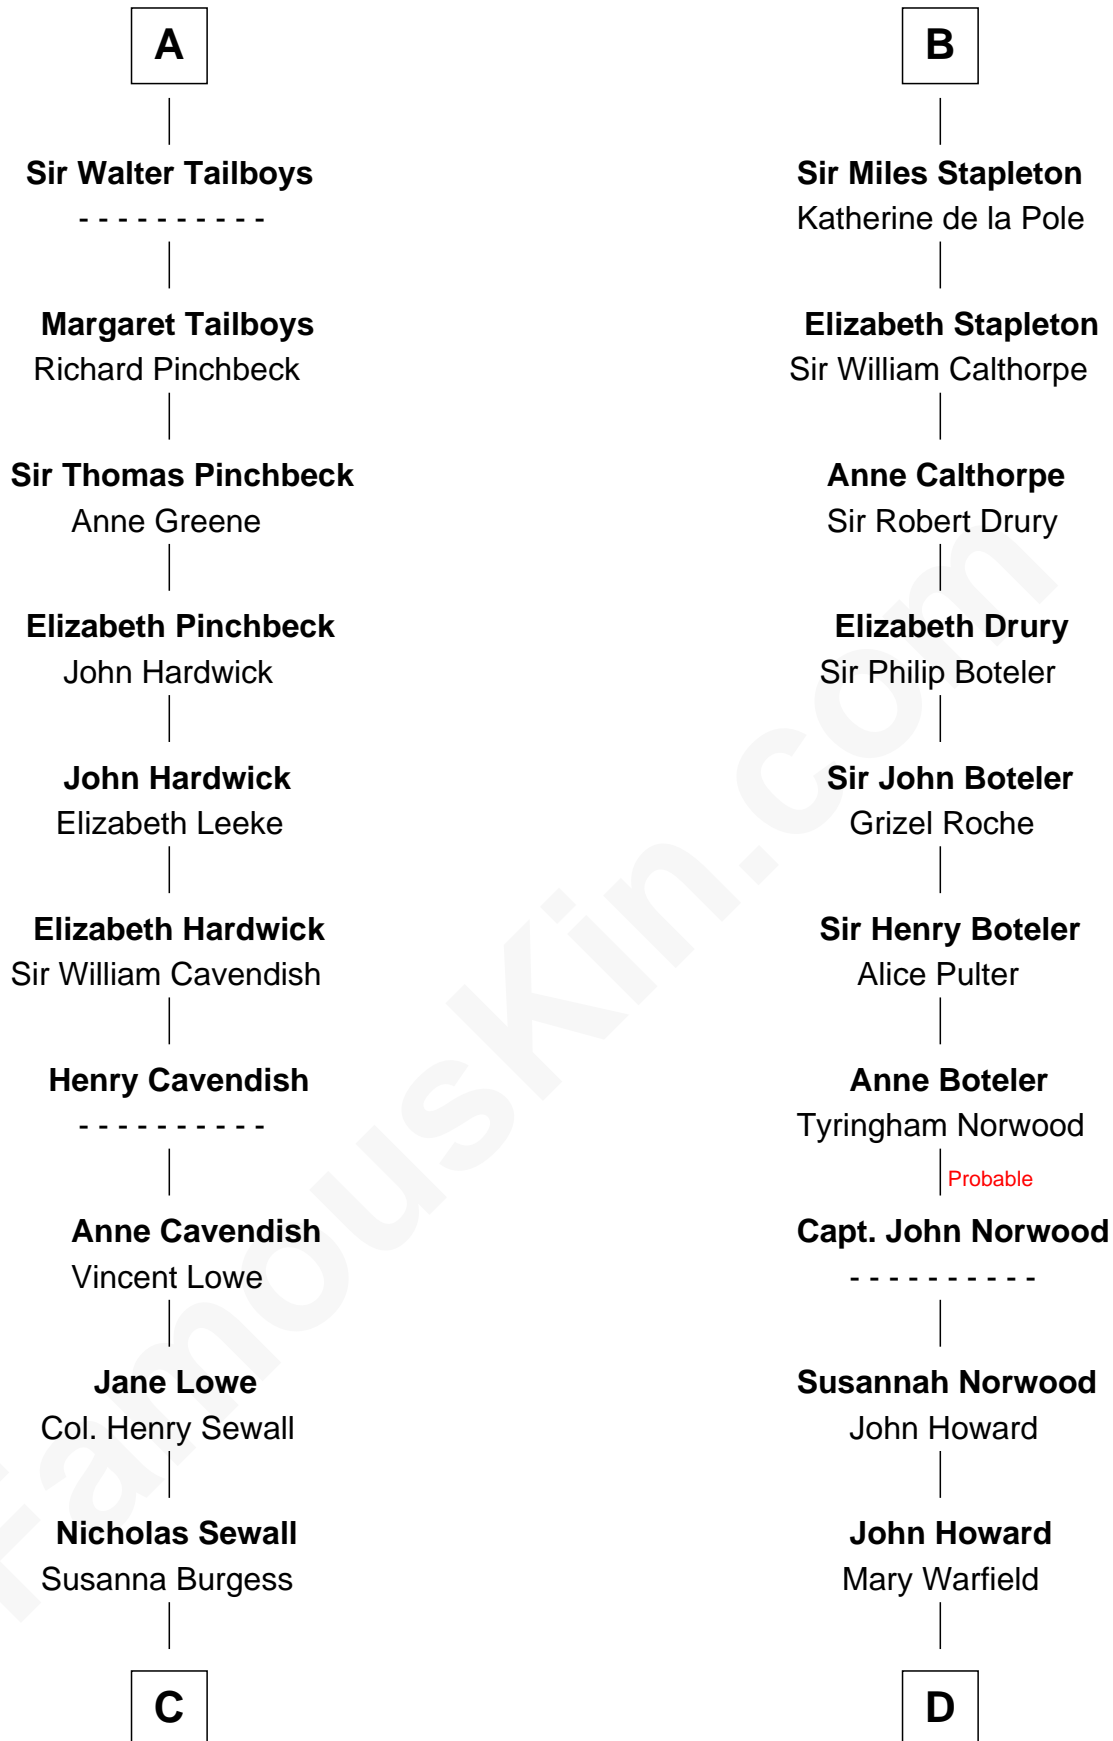 A
Sir Walter Tailboys
- - - - - - - - - -
Margaret Tailboys
Richard Pinchbeck
Sir Thomas Pinchbeck
Anne Greene
Elizabeth Pinchbeck
John Hardwick
John Hardwick
Elizabeth Leeke
Elizabeth Hardwick
Sir William Cavendish
Henry Cavendish
- - - - - - - - - -
Anne Cavendish
Vincent Lowe
Jane Lowe
Col. Henry Sewall
Nicholas Sewall
Susanna Burgess
C
B
Sir Miles Stapleton
Katherine de la Pole
Elizabeth Stapleton
Sir William Calthorpe
Anne Calthorpe
Sir Robert Drury
Elizabeth Drury
Sir Philip Boteler
Sir John Boteler
Grizel Roche
Sir Henry Boteler
Alice Pulter
Anne Boteler
Tyringham Norwood
Probable
Capt. John Norwood
- - - - - - - - - -
Susannah Norwood
John Howard
John Howard
Mary Warfield
D
FamousKin.com